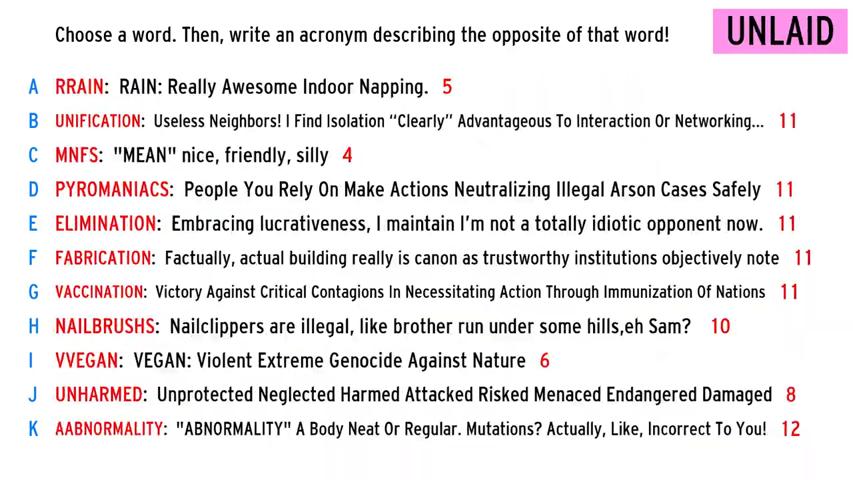 Choose a word. Then, write an acronym describing the opposite of that word!
UNLAID
A RRAIN: RAIN: Really Awesome Indoor Napping. 5
B UNIFICATION: Useless Neighbors! I Find Isolation “Clearly” Advantageous To Interaction Or Networking... 11
C MNFS: "MEAN" nice, friendly, silly 4
D PYROMANIACS: People You Rely On Make Actions Neutralizing Illegal Arson Cases Safely 11
E ELIMINATION: Embracing lucrativeness, I maintain I’m not a totally idiotic opponent now. 11
F FABRICATION: Factually, actual building really is canon as trustworthy institutions objectively note 11
G VACCINATION: Victory Against Critical Contagions In Necessitating Action Through Immunization Of Nations 11
H NAILBRUSHS: Nailclippers are illegal, like brother run under some hills,eh Sam? 10
I VVEGAN: VEGAN: Violent Extreme Genocide Against Nature 6
J UNHARMED: Unprotected Neglected Harmed Attacked Risked Menaced Endangered Damaged 8
K AABNORMALITY: "ABNORMALITY" A Body Neat Or Regular. Mutations? Actually, Like, Incorrect To You! 12